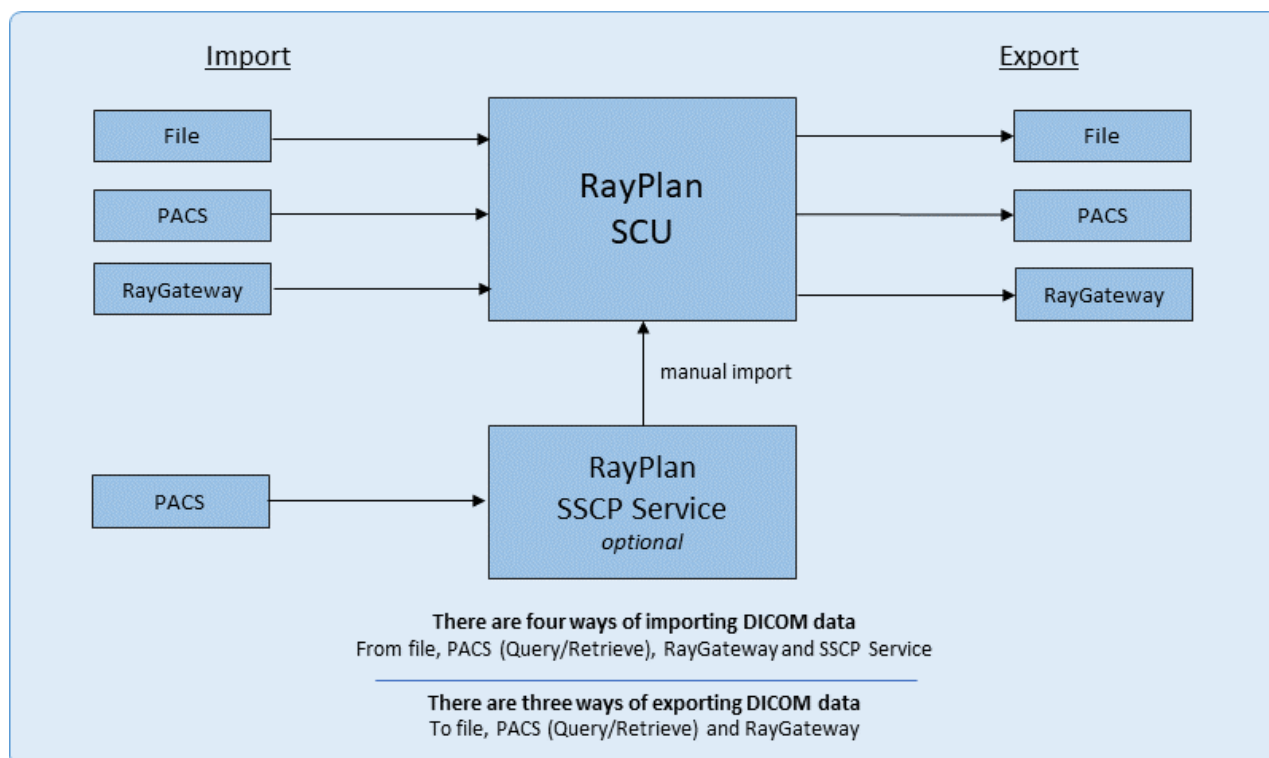 Import
Export
File
PACS
RayGateway
RayPlan
SCU
File
PACS
RayGateway
manual import
PACS
RayPlan
SSCP Service
optional
There are four ways of importing DICOM data
From file, PACS (Query/Retrieve), RayGateway and SSCP Service
There are three ways of exporting DICOM data
To file, PACS (Query/Retrieve) and RayGateway